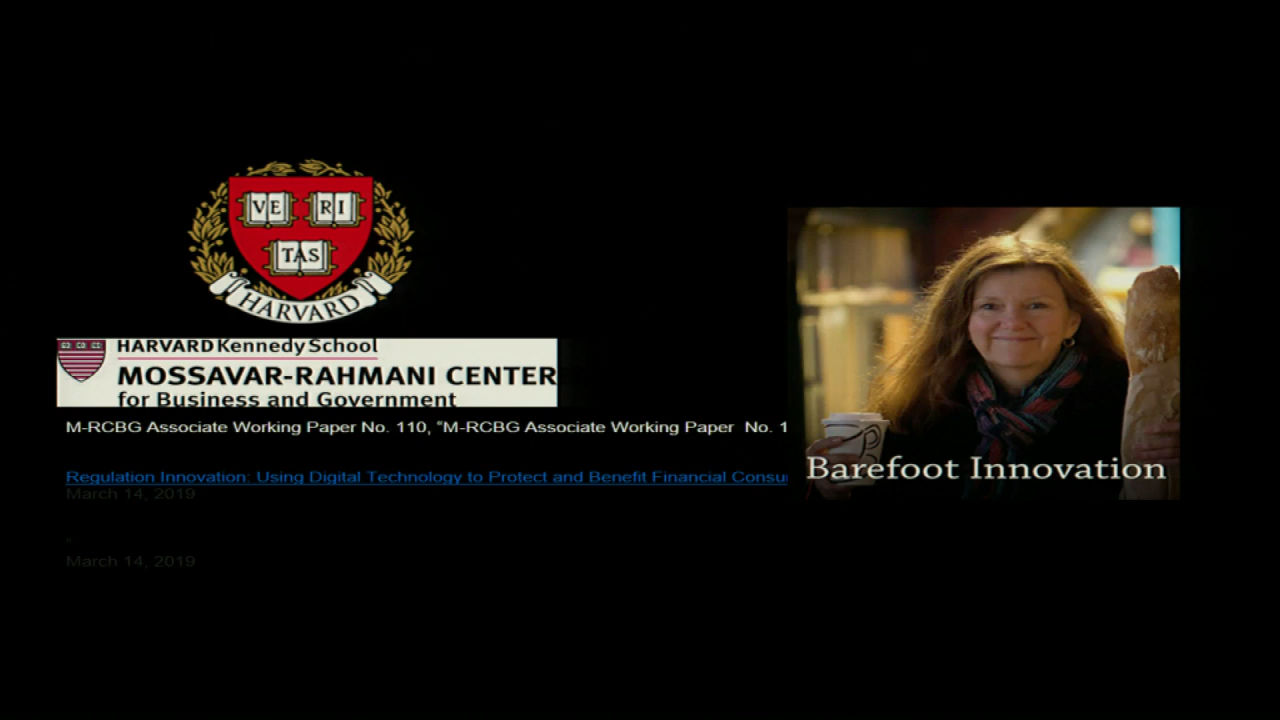 VE RI
TAS
HARVARD
HARVARD Kennedy School
MOSSAVAR-RAHMANI CENTER
for Business and Government
M-RCBG Associate Working Paper No. 110, “M-RCBG Associate Working Paper No. 1
Regulation Innovation: Using Digital Technology to Protect and Benefit Financial Consu
March 14, 2019
"
March 14, 2019
Barefoot Innovation